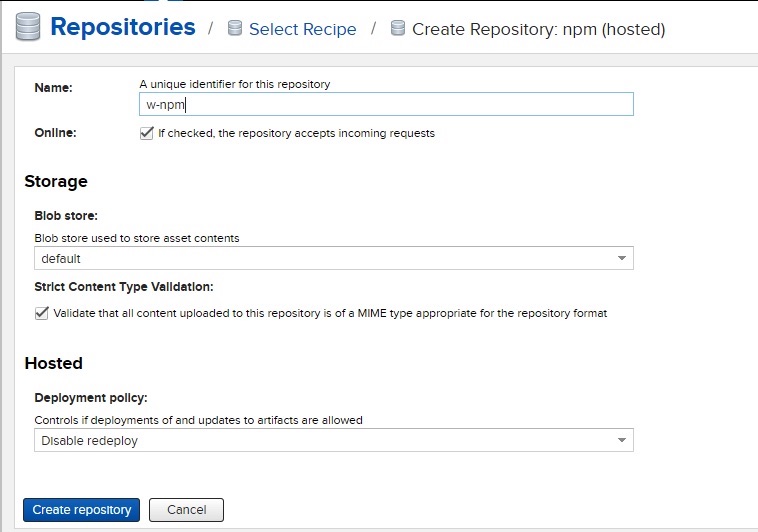 Repositories / Select Recipe / Create Repository: npm (hosted)
Name: A unique identifier for this repository
w-npm
Online: If checked, the repository accepts incoming requests
Storage
Blob store:
Blob store used to store asset contents
default
Strict Content Type Validation:
Validate that all content uploaded to this repository is of a MIME type appropriate for the repository format
Hosted
Deployment policy:
Controls if deployments of and updates to artifacts are allowed
Disable redeploy
Create repository Cancel